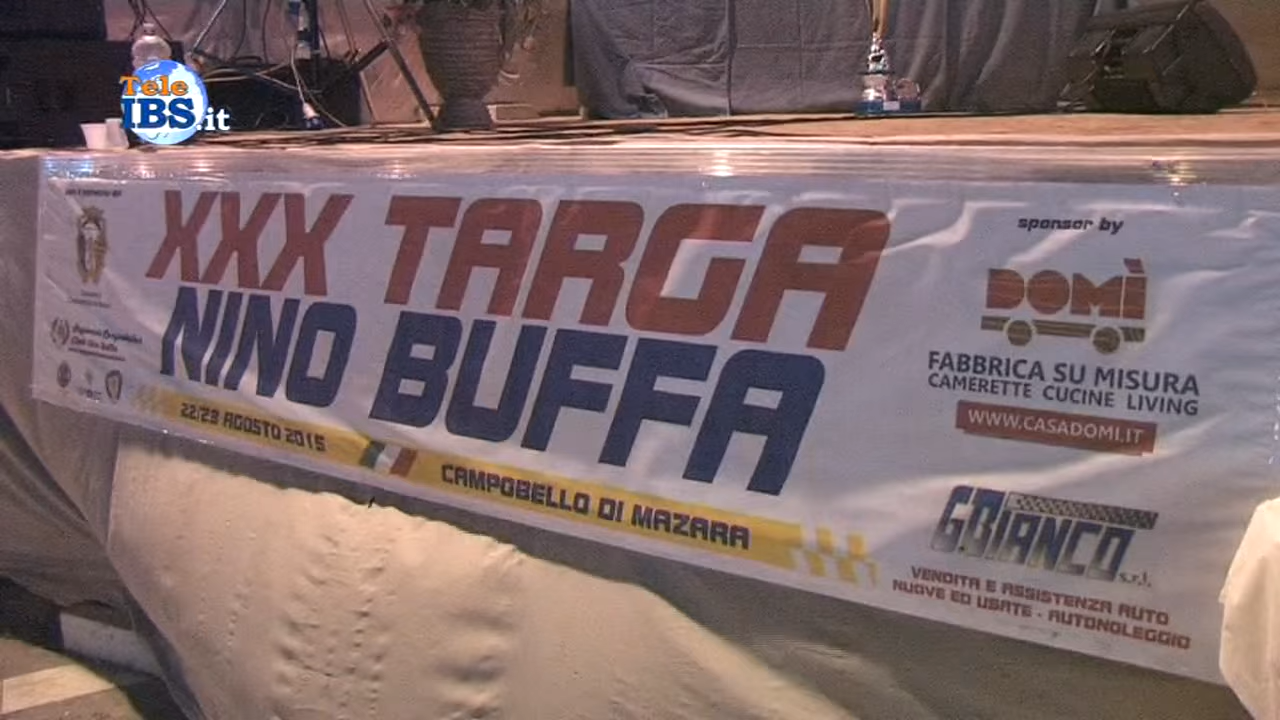 Tele
IBS.it
XXX TARGA
NINO BUFFA
22/23 AGOSTO 2015
CAMPOBELLO DI MAZARA
sponsor by
DOMÌ
FABBRICA SU MISURA
CAMERETTE CUCINE LIVING
WWW.CASADOMI.IT
G.BIANCO
s.r.l.
VENDITA E ASSISTENZA AUTO
NUOVE ED USATE - AUTONOLEGGIO